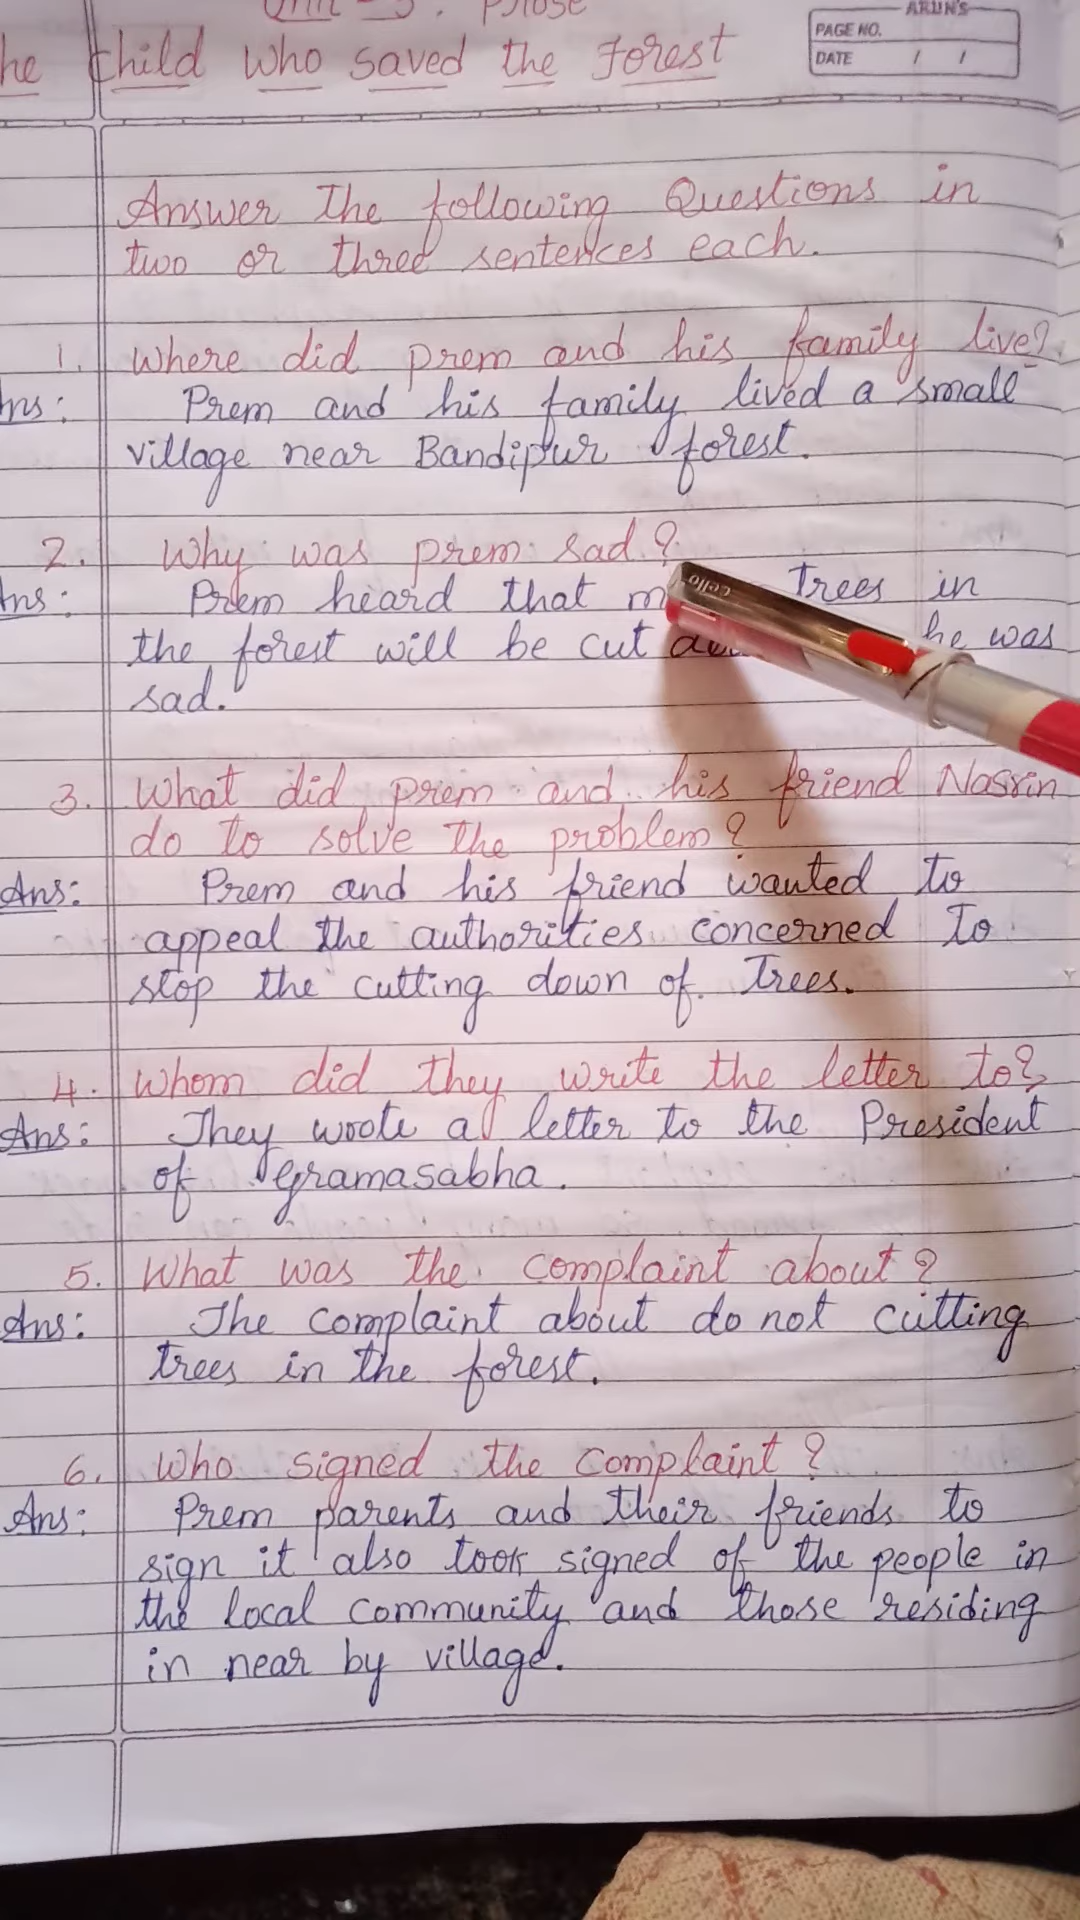 Unit - 3. Prose
ARUN'S
PAGE NO.
DATE / /
he child who saved the Forest
Answer The following Questions in
two or three sentences each.
1. Where did prem and his family live?
Ans: Prem and his family lived a small
village near Bandipur forest.
2. Why was prem sad?
Ans: Prem heard that trees in
cello
the forest will be cut he was
sad.
3. What did prem and his friend Nasrin
do to solve the problem?
Ans: Prem and his friend wanted to
appeal the authorities concerned to
stop the cutting down of Trees.
4. Whom did they write the letter to?
Ans: They wrote a letter to the President
of gramasabha.
5. What was the complaint about?
Ans: The complaint about do not cutting
trees in the forest.
6. Who signed the complaint?
Ans: Prem parents and their friends to
sign it also took signed of the people in
the local community and those residing
in near by village.